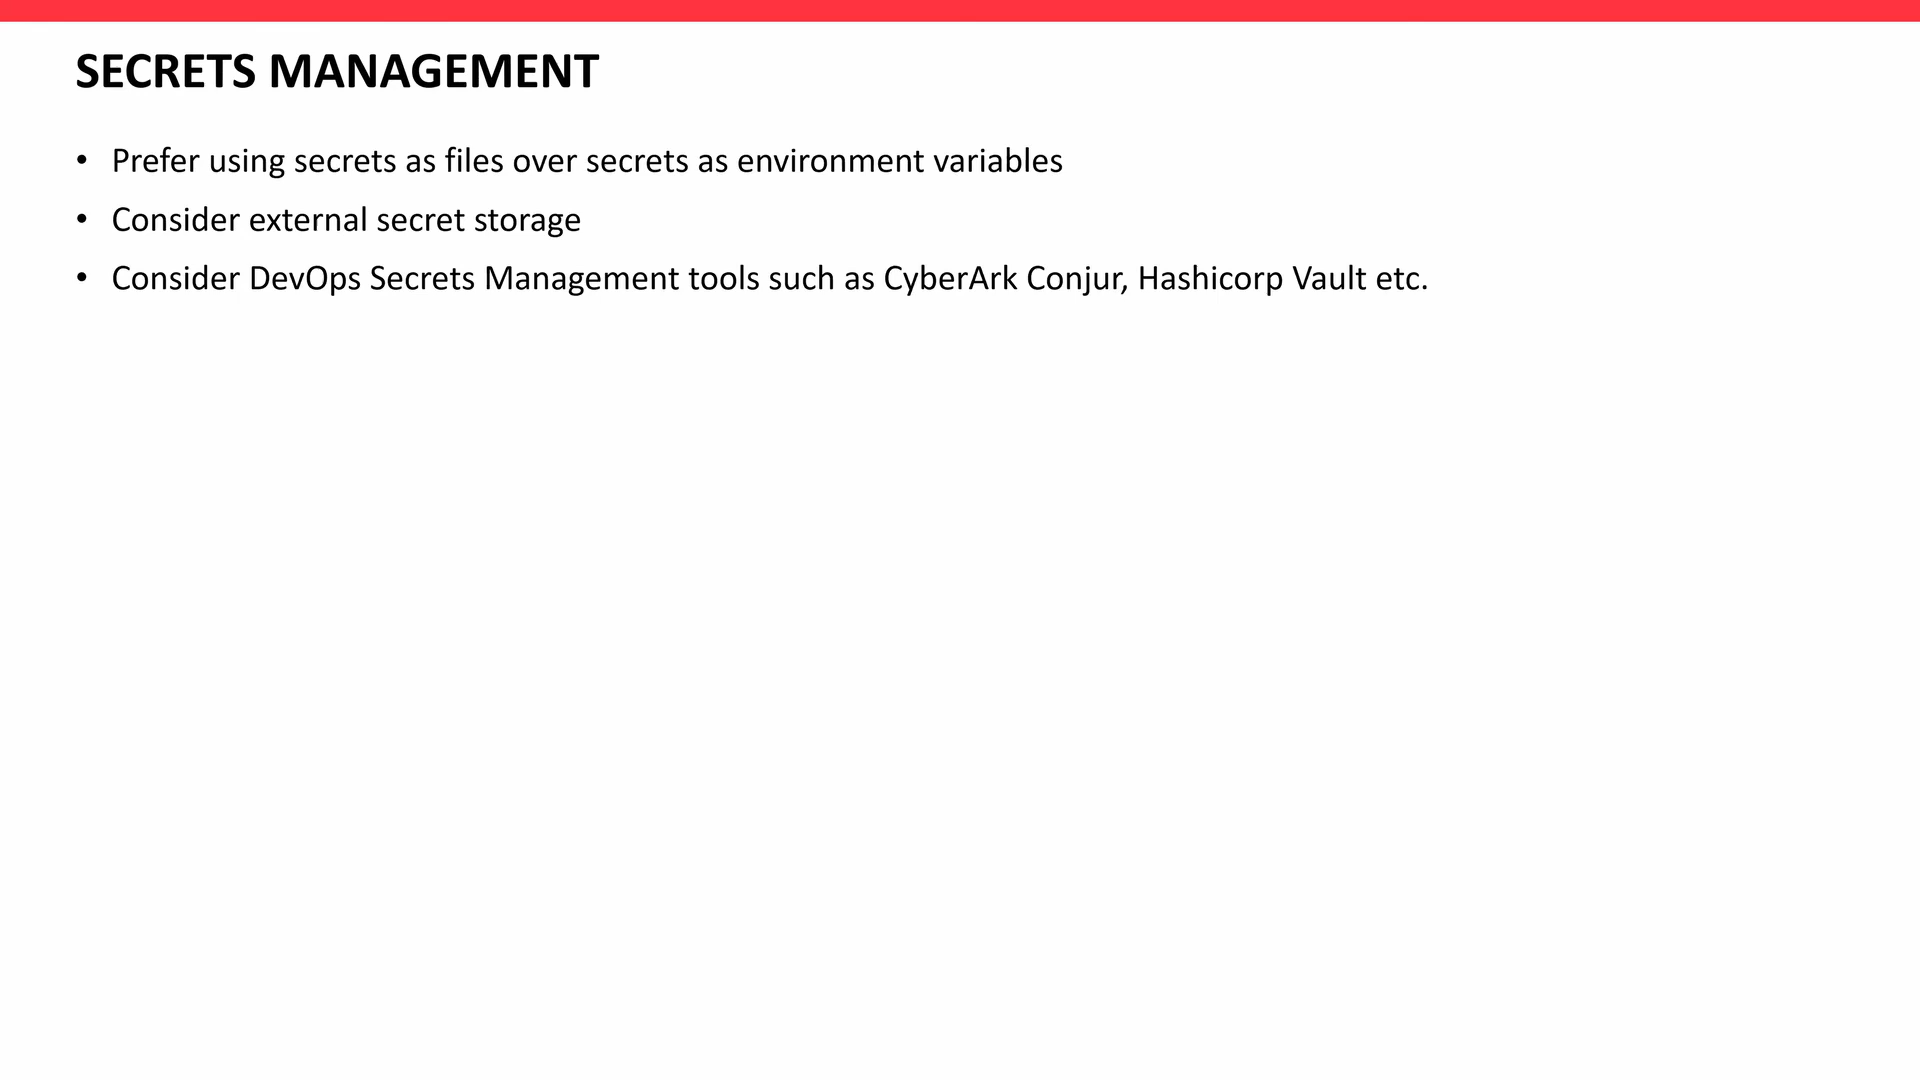 SECRETS MANAGEMENT
• Prefer using secrets as files over secrets as environment variables
• Consider external secret storage
• Consider DevOps Secrets Management tools such as CyberArk Conjur, Hashicorp Vault etc.